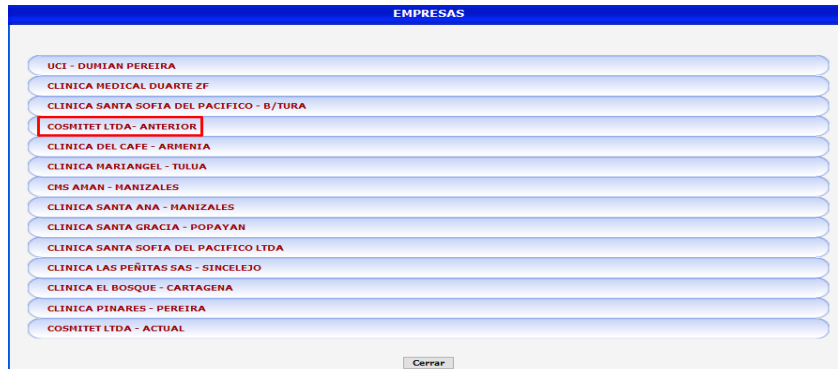 EMPRESAS
UCI - DUMIAN PEREIRA
CLINICA MEDICAL DUARTE ZF
CLINICA SANTA SOFIA DEL PACIFICO - B/TURA
COSMITET LTDA- ANTERIOR
CLINICA DEL CAFE - ARMENIA
CLINICA MARIANGEL - TULUA
CMS AMAN - MANIZALES
CLINICA SANTA ANA - MANIZALES
CLINICA SANTA GRACIA - POPAYAN
CLINICA SANTA SOFIA DEL PACIFICO LTDA
CLINICA LAS PEÑITAS SAS - SINCELEJO
CLINICA EL BOSQUE - CARTAGENA
CLINICA PINARES - PEREIRA
COSMITET LTDA - ACTUAL
Cerrar